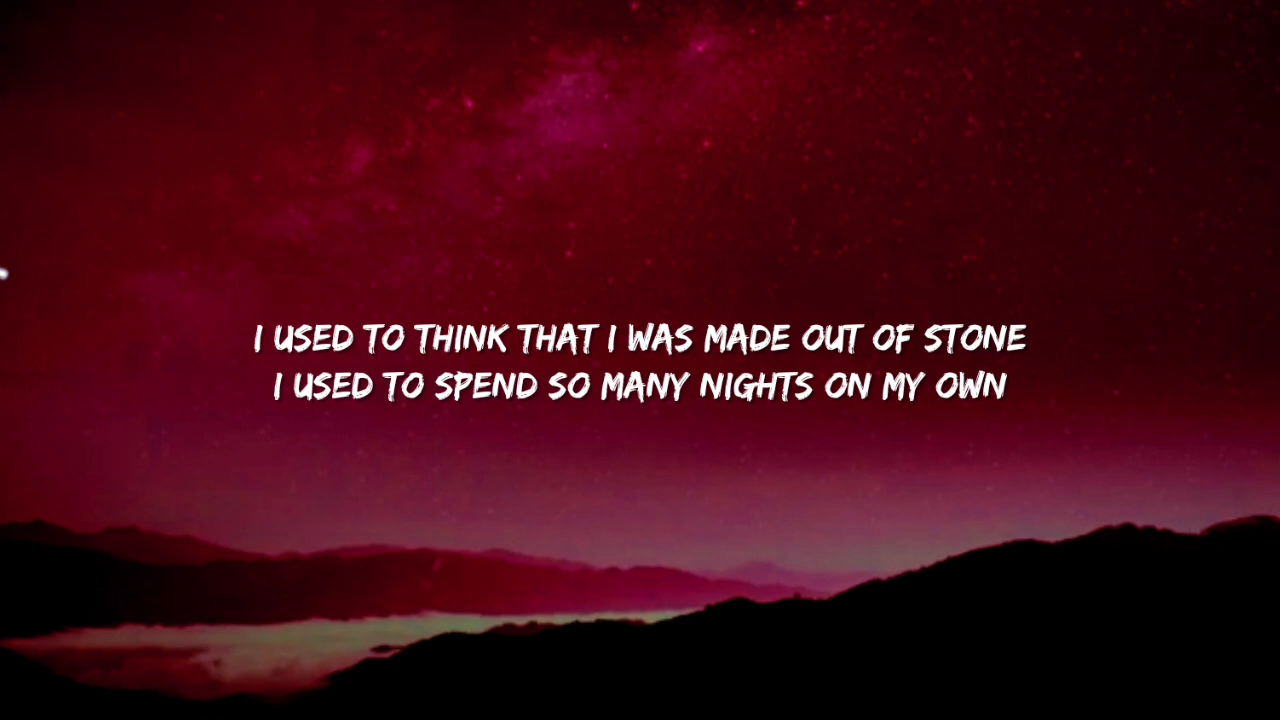 I USED TO THINK THAT I WAS MADE OUT OF STONE
I USED TO SPEND SO MANY NIGHTS ON MY OWN